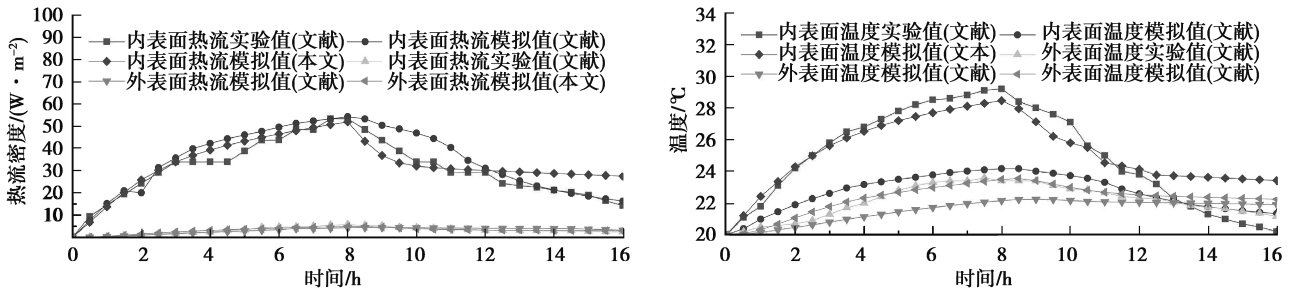 100
90
80
70
60
50
40
30
20
10
热流密度/(W·m⁻²)
内表面热流实验值(文献) 内表面热流模拟值(文献)
内表面热流模拟值(本文) 内表面热流实验值(文献)
外表面热流模拟值(文献) 外表面热流模拟值(本文)
0 2 4 6 8 10 12 14 16
时间/h
34
32
30
28
26
24
22
20
温度/℃
内表面温度实验值(文献) 内表面温度模拟值(文献)
内表面温度模拟值(文本) 外表面温度实验值(文献)
外表面温度模拟值(文献) 外表面温度模拟值(文献)
0 2 4 6 8 10 12 14 16
时间/h